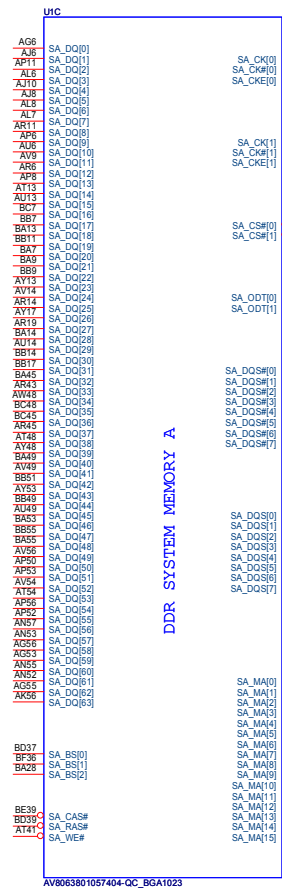 U1C
AG6
AJ6
AP11
AL6
AJ10
AJ8
AL8
AL7
AR11
AP6
AU6
AV9
AR6
AP8
AT13
AU13
BC7
BB7
BA13
BB11
BA7
BA9
BB9
AY13
AV14
AR14
AY17
AR19
BA14
AU14
BB14
BB17
BA45
AR43
AW48
BC48
BC45
AR45
AT48
AY48
BA49
AV49
BB51
AY53
BB49
AU49
BA53
BB55
BA55
AV56
AP50
AP53
AV54
AT54
AP56
AP52
AN57
AN53
AG56
AG53
AN55
AN52
AG55
AK56
BD37
BF36
BA28
BE39
BD39
AT41
SA_DQ[0]
SA_DQ[1]
SA_DQ[2]
SA_DQ[3]
SA_DQ[4]
SA_DQ[5]
SA_DQ[6]
SA_DQ[7]
SA_DQ[8]
SA_DQ[9]
SA_DQ[10]
SA_DQ[11]
SA_DQ[12]
SA_DQ[13]
SA_DQ[14]
SA_DQ[15]
SA_DQ[16]
SA_DQ[17]
SA_DQ[18]
SA_DQ[19]
SA_DQ[20]
SA_DQ[21]
SA_DQ[22]
SA_DQ[23]
SA_DQ[24]
SA_DQ[25]
SA_DQ[26]
SA_DQ[27]
SA_DQ[28]
SA_DQ[29]
SA_DQ[30]
SA_DQ[31]
SA_DQ[32]
SA_DQ[33]
SA_DQ[34]
SA_DQ[35]
SA_DQ[36]
SA_DQ[37]
SA_DQ[38]
SA_DQ[39]
SA_DQ[40]
SA_DQ[41]
SA_DQ[42]
SA_DQ[43]
SA_DQ[44]
SA_DQ[45]
SA_DQ[46]
SA_DQ[47]
SA_DQ[48]
SA_DQ[49]
SA_DQ[50]
SA_DQ[51]
SA_DQ[52]
SA_DQ[53]
SA_DQ[54]
SA_DQ[55]
SA_DQ[56]
SA_DQ[57]
SA_DQ[58]
SA_DQ[59]
SA_DQ[60]
SA_DQ[61]
SA_DQ[62]
SA_DQ[63]
SA_BS[0]
SA_BS[1]
SA_BS[2]
SA_CAS#
SA_RAS#
SA_WE#
DDR SYSTEM MEMORY A
SA_CK[0]
SA_CK#[0]
SA_CKE[0]
SA_CK[1]
SA_CK#[1]
SA_CKE[1]
SA_CS#[0]
SA_CS#[1]
SA_ODT[0]
SA_ODT[1]
SA_DQS#[0]
SA_DQS#[1]
SA_DQS#[2]
SA_DQS#[3]
SA_DQS#[4]
SA_DQS#[5]
SA_DQS#[6]
SA_DQS#[7]
SA_DQS[0]
SA_DQS[1]
SA_DQS[2]
SA_DQS[3]
SA_DQS[4]
SA_DQS[5]
SA_DQS[6]
SA_DQS[7]
SA_MA[0]
SA_MA[1]
SA_MA[2]
SA_MA[3]
SA_MA[4]
SA_MA[5]
SA_MA[6]
SA_MA[7]
SA_MA[8]
SA_MA[9]
SA_MA[10]
SA_MA[11]
SA_MA[12]
SA_MA[13]
SA_MA[14]
SA_MA[15]
AV8063801057404-QC_BGA1023